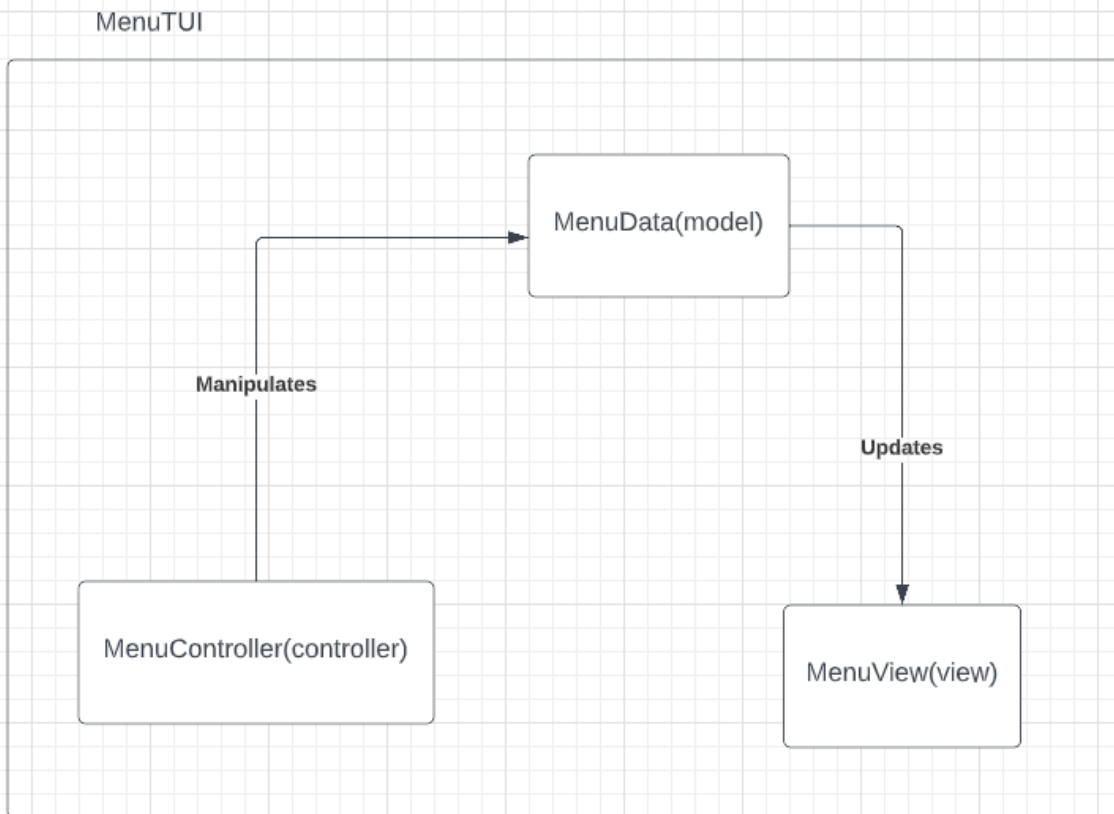 MenuTUI
MenuData(model)
Manipulates
Updates
MenuController(controller)
MenuView(view)